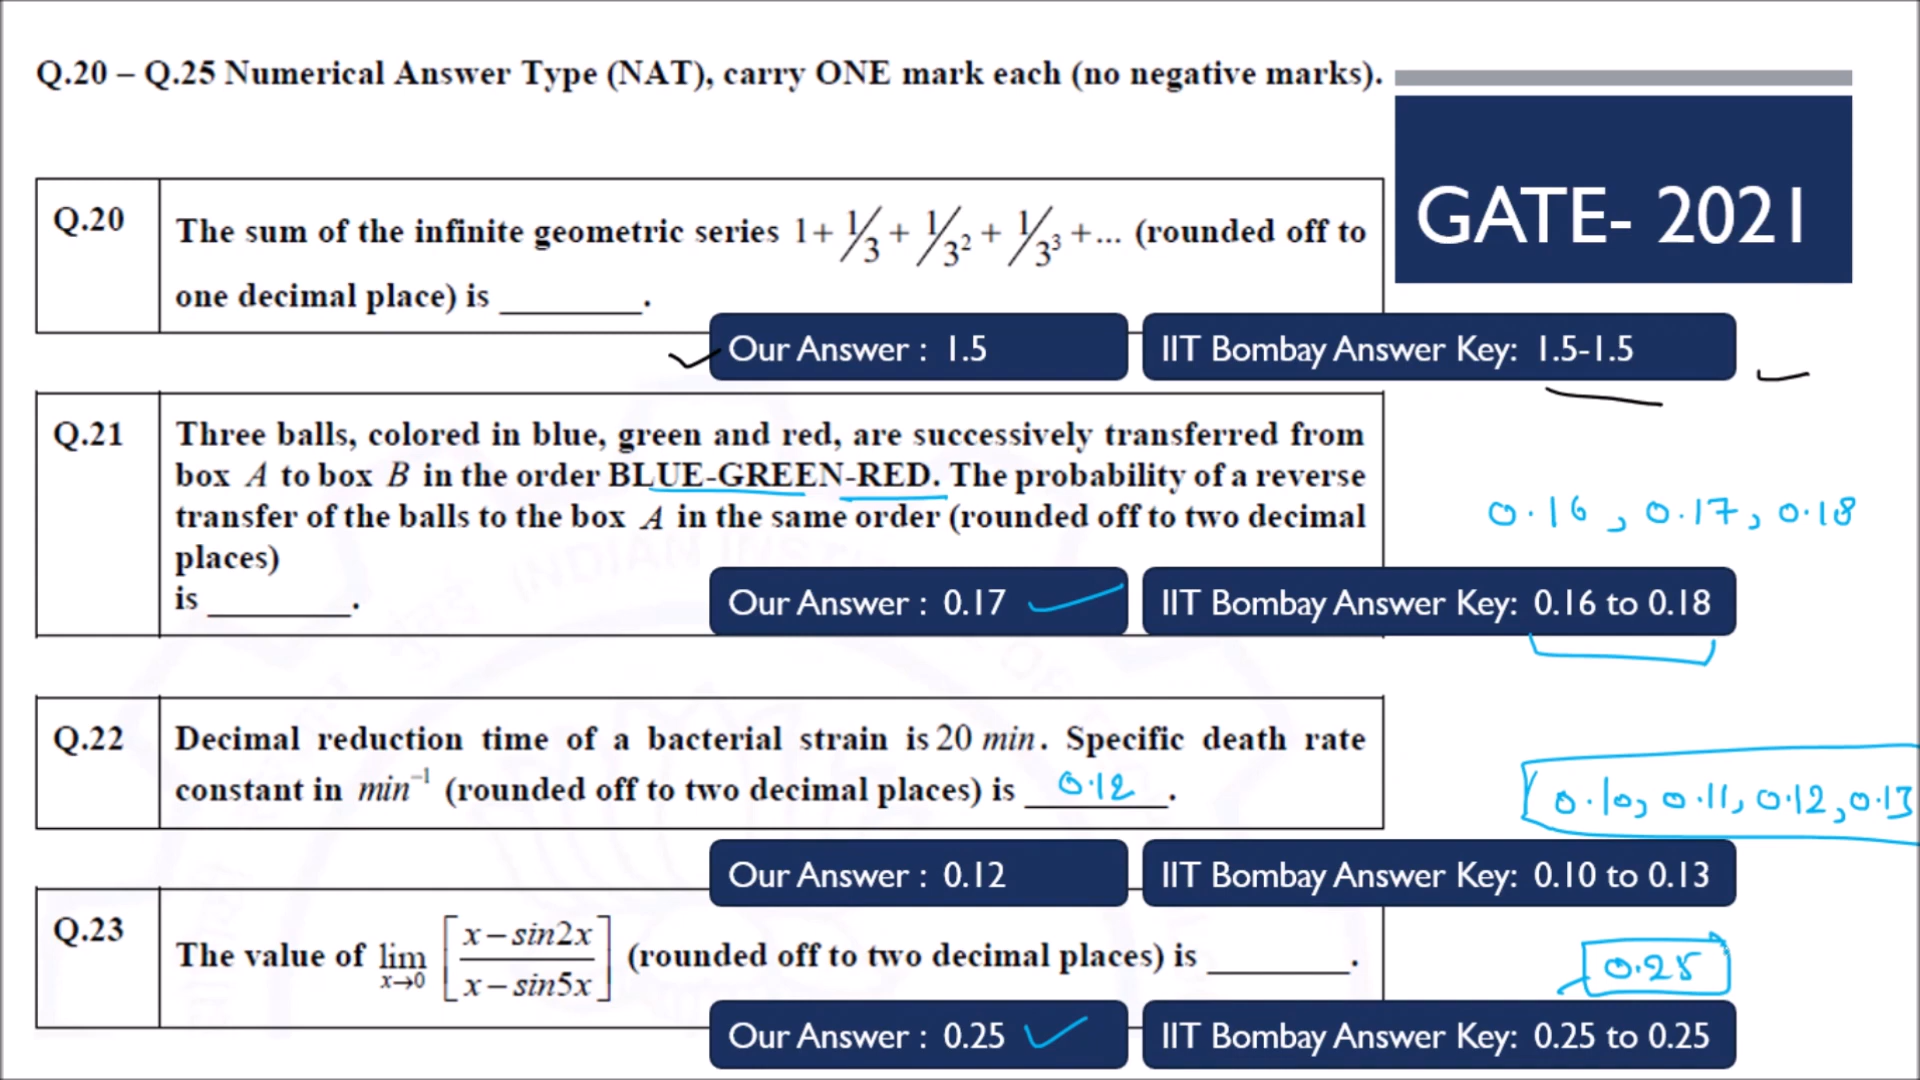 Q.20 – Q.25 Numerical Answer Type (NAT), carry ONE mark each (no negative marks).
GATE- 2021
Q.20
The sum of the infinite geometric series 1+ 1/3 + 1/3² + 1/3³ +... (rounded off to
one decimal place) is ________.
Our Answer : 1.5
IIT Bombay Answer Key: 1.5-1.5
Q.21
Three balls, colored in blue, green and red, are successively transferred from
box A to box B in the order BLUE-GREEN-RED. The probability of a reverse
transfer of the balls to the box A in the same order (rounded off to two decimal
places)
is ________.
0.16, 0.17, 0.18
Our Answer : 0.17
IIT Bombay Answer Key: 0.16 to 0.18
Q.22
Decimal reduction time of a bacterial strain is 20 min. Specific death rate
constant in min⁻¹ (rounded off to two decimal places) is 0.12.
0.10, 0.11, 0.12, 0.13
Our Answer : 0.12
IIT Bombay Answer Key: 0.10 to 0.13
Q.23
The value of lim x→0 [x−sin2x / x−sin5x] (rounded off to two decimal places) is ________.
0.25
Our Answer : 0.25
IIT Bombay Answer Key: 0.25 to 0.25